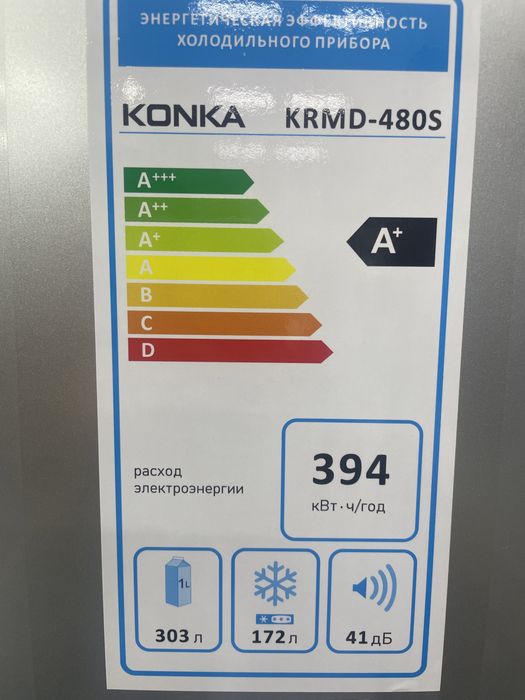 ЭНЕРГЕТИЧЕСКАЯ ЭФФЕКТИВНОСТЬ
ХОЛОДИЛЬНОГО ПРИБОРА
KONKA KRMD-480S
A+++
A++
A+
A+
A
B
C
D
394
расход
электроэнергии
кВт·ч/год
1L
303 л
172 л
41 дБ